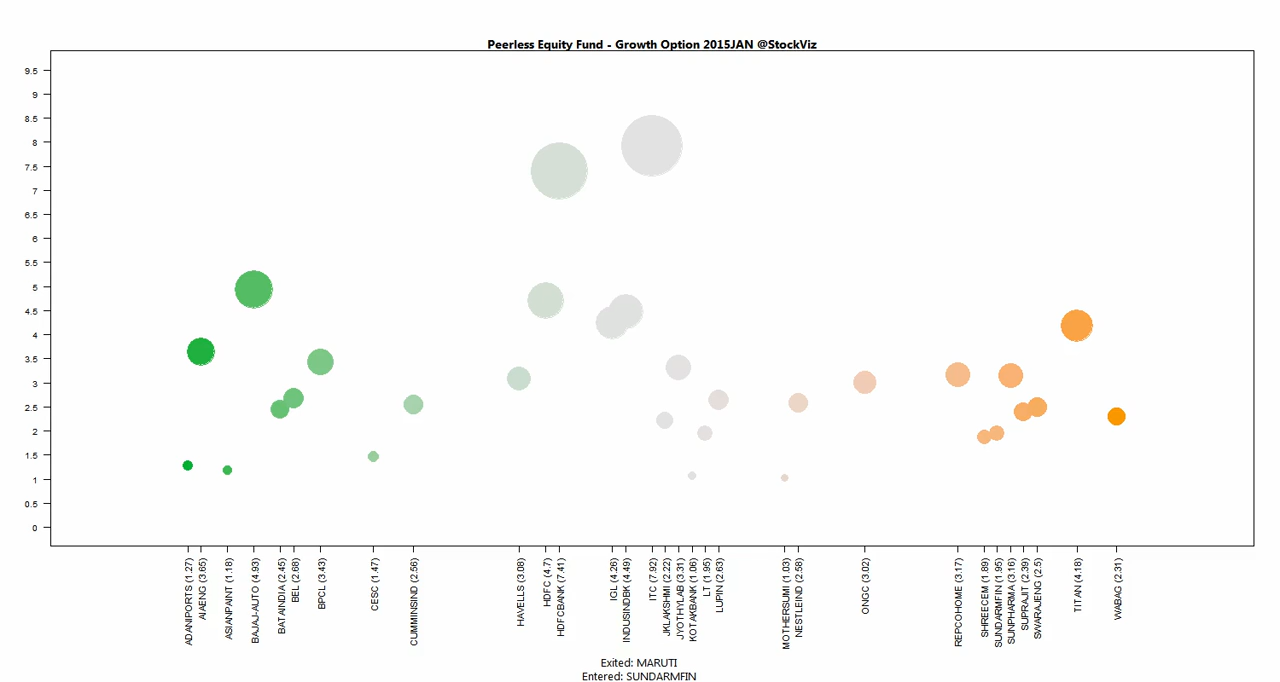 Peerless Equity Fund - Growth Option 2015JAN @StockViz
9.5
9
8.5
8
7.5
7
6.5
6
5.5
5
4.5
4
3.5
3
2.5
2
1.5
1
0.5
0
ADANIPORTS (1.27)
AIAENG (3.65)
ASIANPAINT (1.18)
BAJAJ-AUTO (4.93)
BATAINDIA (2.45)
BEL (2.68)
BPCL (3.43)
CESC (1.47)
CUMMINSIND (2.56)
HAVELLS (3.08)
HDFC (4.7)
HDFCBANK (7.41)
IGL (4.26)
INDUSINDBK (4.49)
ITC (7.92)
JKLAKSHMI (2.22)
JYOTHYLAB (3.31)
KOTAKBANK (1.06)
LT (1.95)
LUPIN (2.63)
MOTHERSUMI (1.03)
NESTLEIND (2.58)
ONGC (3.02)
REPCOHOME (3.17)
SHREECEM (1.89)
SUNDARMFIN (1.95)
SUNPHARMA (3.16)
SUPRAJIT (2.39)
SWARAJENG (2.5)
TITAN (4.18)
WABAG (2.31)
Exited: MARUTI
Entered: SUNDARMFIN